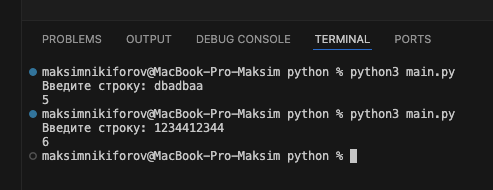 PROBLEMS OUTPUT DEBUG CONSOLE TERMINAL PORTS
maksimnikiforov@MacBook-Pro-Maksim python % python3 main.py
Введите строку: dbadbaa
5
maksimnikiforov@MacBook-Pro-Maksim python % python3 main.py
Введите строку: 1234412344
6
maksimnikiforov@MacBook-Pro-Maksim python %